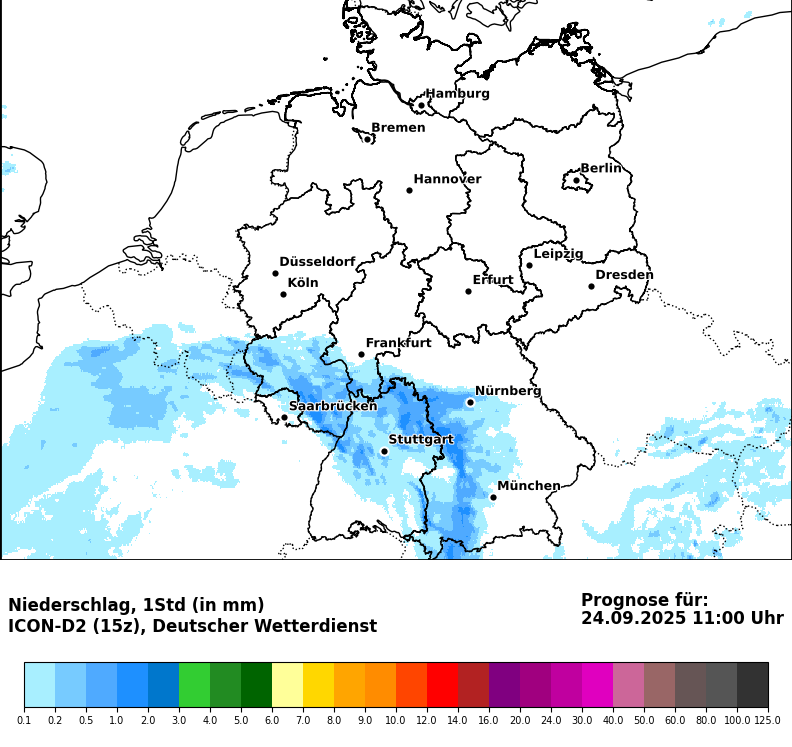 Hamburg
Bremen
Berlin
Hannover
Leipzig
Düsseldorf
Dresden
Köln
Erfurt
Frankfurt
Nürnberg
Saarbrücken
Stuttgart
München
Niederschlag, 1Std (in mm)
ICON-D2 (15z), Deutscher Wetterdienst
Prognose für:
24.09.2025 11:00 Uhr
0.1 0.2 0.5 1.0 2.0 3.0 4.0 5.0 6.0 7.0 8.0 9.0 10.0 12.0 14.0 16.0 20.0 24.0 30.0 40.0 50.0 60.0 80.0 100.0 125.0